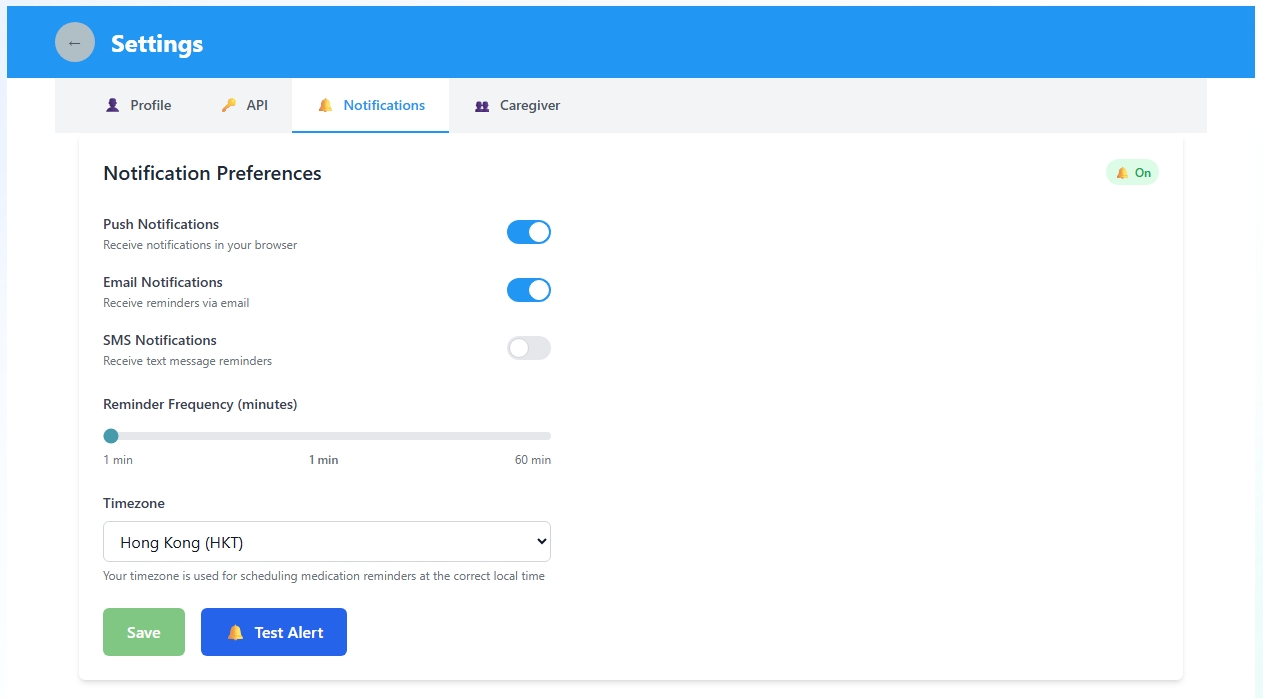 ← Settings
Profile API Notifications Caregiver
Notification Preferences
On
Push Notifications
Receive notifications in your browser
Email Notifications
Receive reminders via email
SMS Notifications
Receive text message reminders
Reminder Frequency (minutes)
1 min 1 min 60 min
Timezone
Hong Kong (HKT)
Your timezone is used for scheduling medication reminders at the correct local time
Save Test Alert